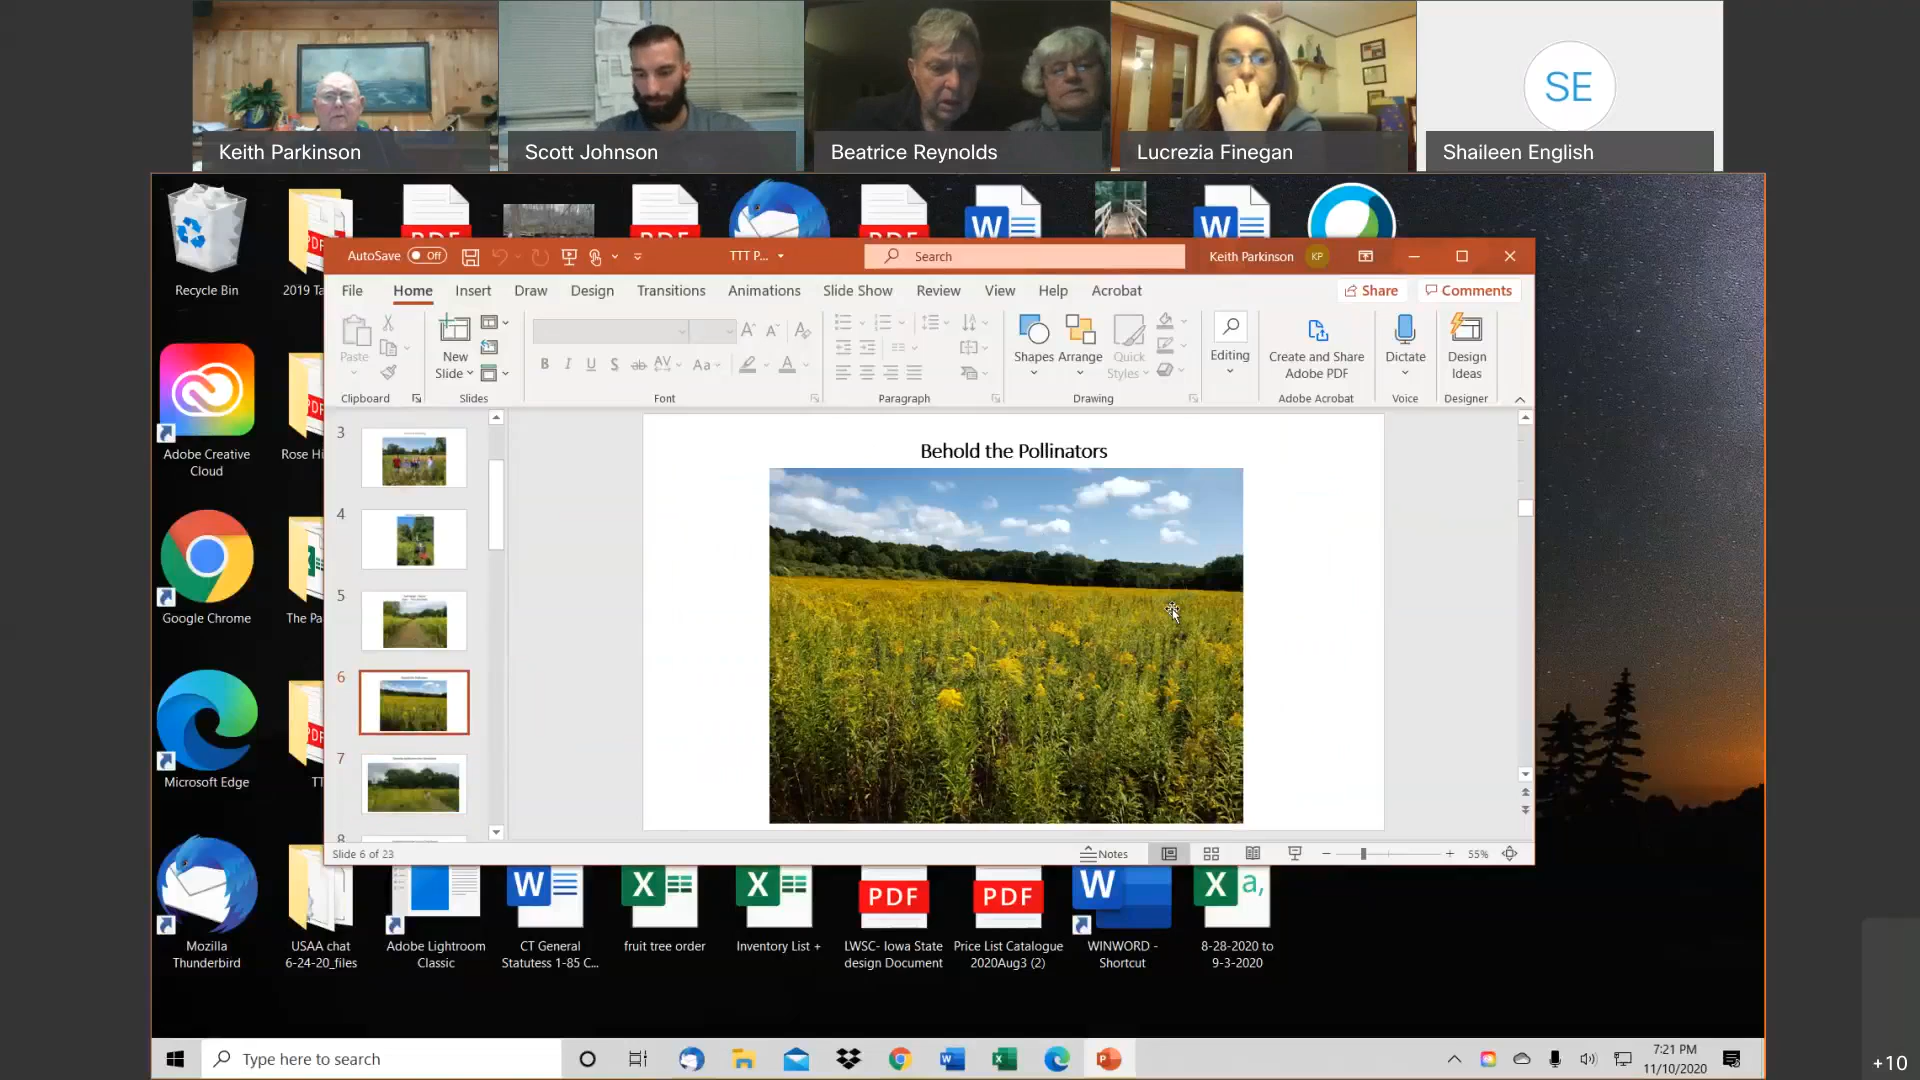 SE
Keith Parkinson
Scott Johnson
Beatrice Reynolds
Lucrezia Finegan
Shaileen English
AutoSave Off
TTT P...
Search
Keith Parkinson
KP
File
Home
Insert
Draw
Design
Transitions
Animations
Slide Show
Review
View
Help
Acrobat
Share
Comments
Paste
New
Slide
Shapes
Arrange
Quick
Styles
Editing
Create and Share
Adobe PDF
Dictate
Design
Ideas
Clipboard
Slides
Font
Paragraph
Drawing
Adobe Acrobat
Voice
Designer
3
4
5
6
7
8
Behold the Pollinators
Slide 6 of 23
Notes
55%
Recycle Bin
2019 Ta
Adobe Creative
Cloud
Rose Hi
Google Chrome
The Pa
Microsoft Edge
TT
Mozilla
Thunderbird
USAA chat
6-24-20_files
Adobe Lightroom
Classic
CT General
Statutess 1-85 C...
fruit tree order
Inventory List +
PDF
LWSC- Iowa State
design Document
PDF
Price List Catalogue
2020Aug3 (2)
WINWORD -
Shortcut
8-28-2020 to
9-3-2020
Type here to search
7:21 PM
11/10/2020
+10